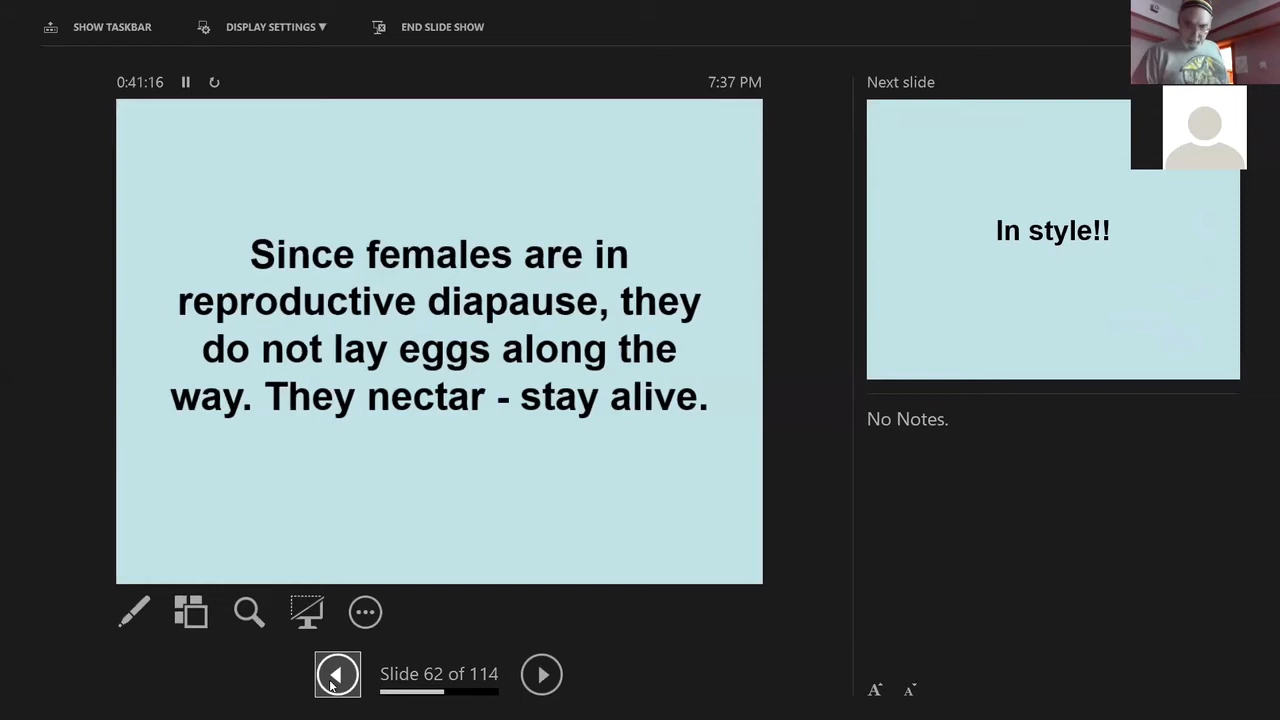 SHOW TASKBAR
DISPLAY SETTINGS ▼
END SLIDE SHOW
0:41:16
7:37 PM
Since females are in
reproductive diapause, they
do not lay eggs along the
way. They nectar - stay alive.
Next slide
In style!!
No Notes.
Slide 62 of 114
A
A